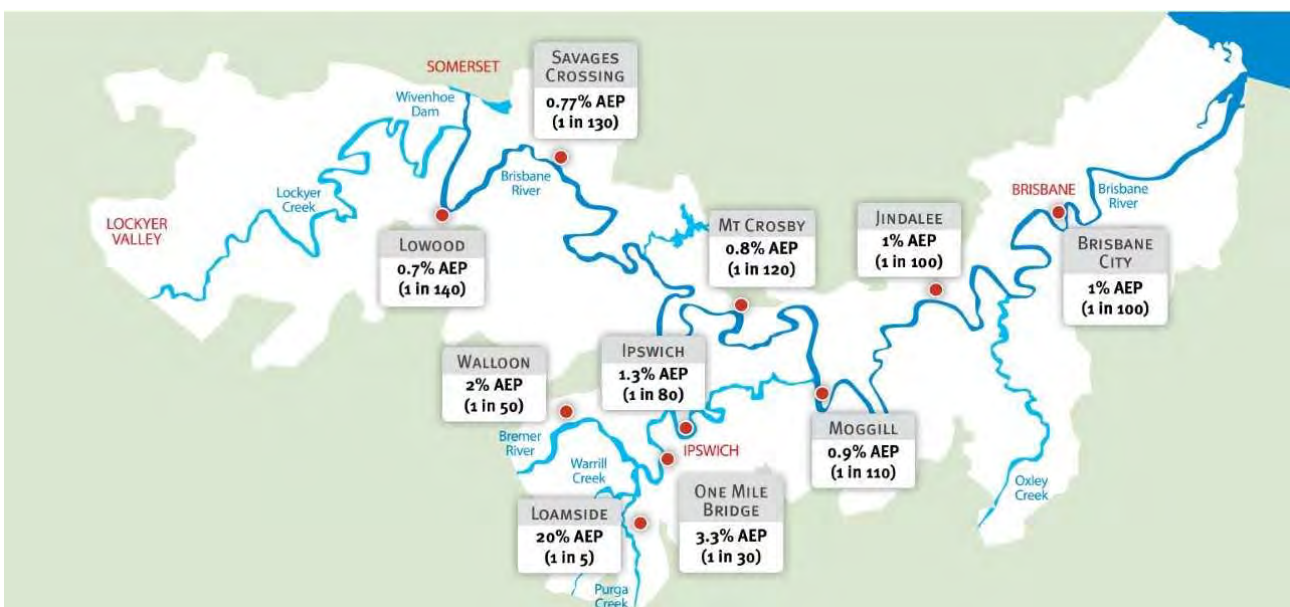 SAVAGES
CROSSING
0.77% AEP
(1 in 130)
SOMERSET
Wivenhoe
Dam
Lockyer
Creek
Brisbane
River
LOCKYER
VALLEY
LOWOOD
0.7% AEP
(1 in 140)
MT CROSBY
0.8% AEP
(1 in 120)
JINDALEE
1% AEP
(1 in 100)
BRISBANE
Brisbane
River
BRISBANE
CITY
1% AEP
(1 in 100)
WALLOON
2% AEP
(1 in 50)
IPSWICH
1.3% AEP
(1 in 80)
Bremer
River
Warrill
Creek
IPSWICH
MOGGILL
0.9% AEP
(1 in 110)
LOAMSIDE
20% AEP
(1 in 5)
ONE MILE
BRIDGE
3.3% AEP
(1 in 30)
Oxley
Creek
Purga
Creek